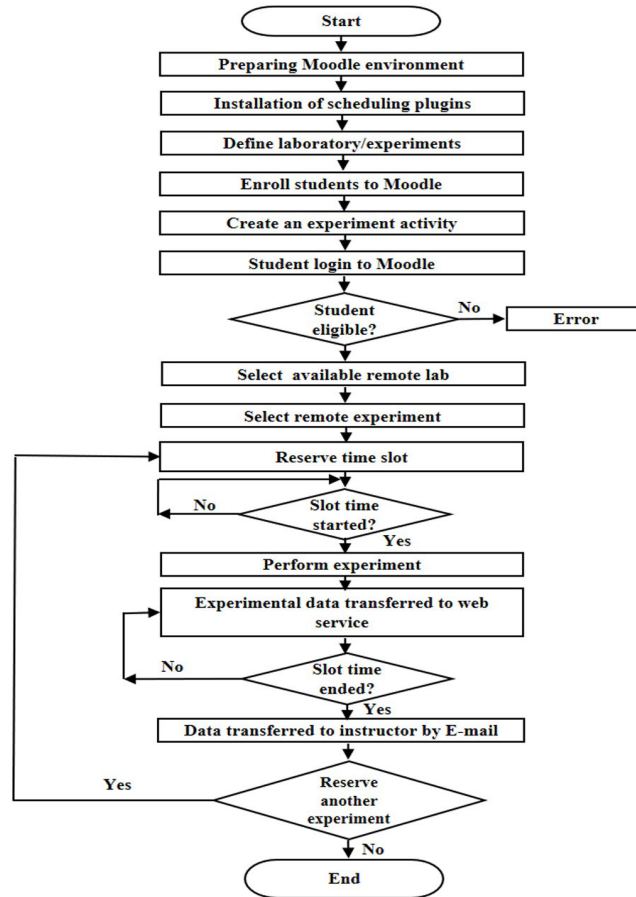 Start
Preparing Moodle environment
Installation of scheduling plugins
Define laboratory/experiments
Enroll students to Moodle
Create an experiment activity
Student login to Moodle
Student
eligible?
No
Error
Select available remote lab
Select remote experiment
Reserve time slot
No
Slot time
started?
Yes
Perform experiment
Experimental data transferred to web
service
No
Slot time
ended?
Yes
Data transferred to instructor by E-mail
Yes
Reserve
another
experiment
No
End